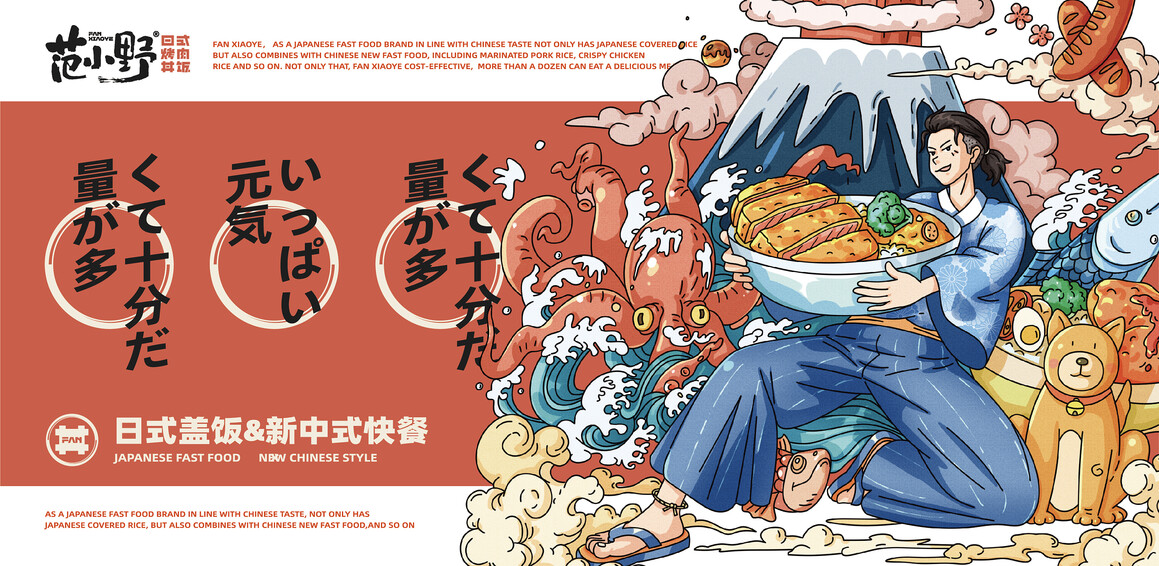 范小野®
FAN
XIAOYE
日式
烤肉
丼饭
FAN XIAOYE, AS A JAPANESE FAST FOOD BRAND IN LINE WITH CHINESE TASTE NOT ONLY HAS JAPANESE COVERED RICE
BUT ALSO COMBINES WITH CHINESE NEW FAST FOOD, INCLUDING MARINATED PORK RICE, CRISPY CHICKEN
RICE AND SO ON. NOT ONLY THAT, FAN XIAOYE COST-EFFECTIVE, MORE THAN A DOZEN CAN EAT A DELICIOUS
くて十分だ
量が多
いっぱい
元気
くて十分だ
量が多
FAN
日式盖饭&新中式快餐
JAPANESE FAST FOOD NEW CHINESE STYLE
AS A JAPANESE FAST FOOD BRAND IN LINE WITH CHINESE TASTE, NOT ONLY HAS
JAPANESE COVERED RICE, BUT ALSO COMBINES WITH CHINESE NEW FAST FOOD,AND SO ON